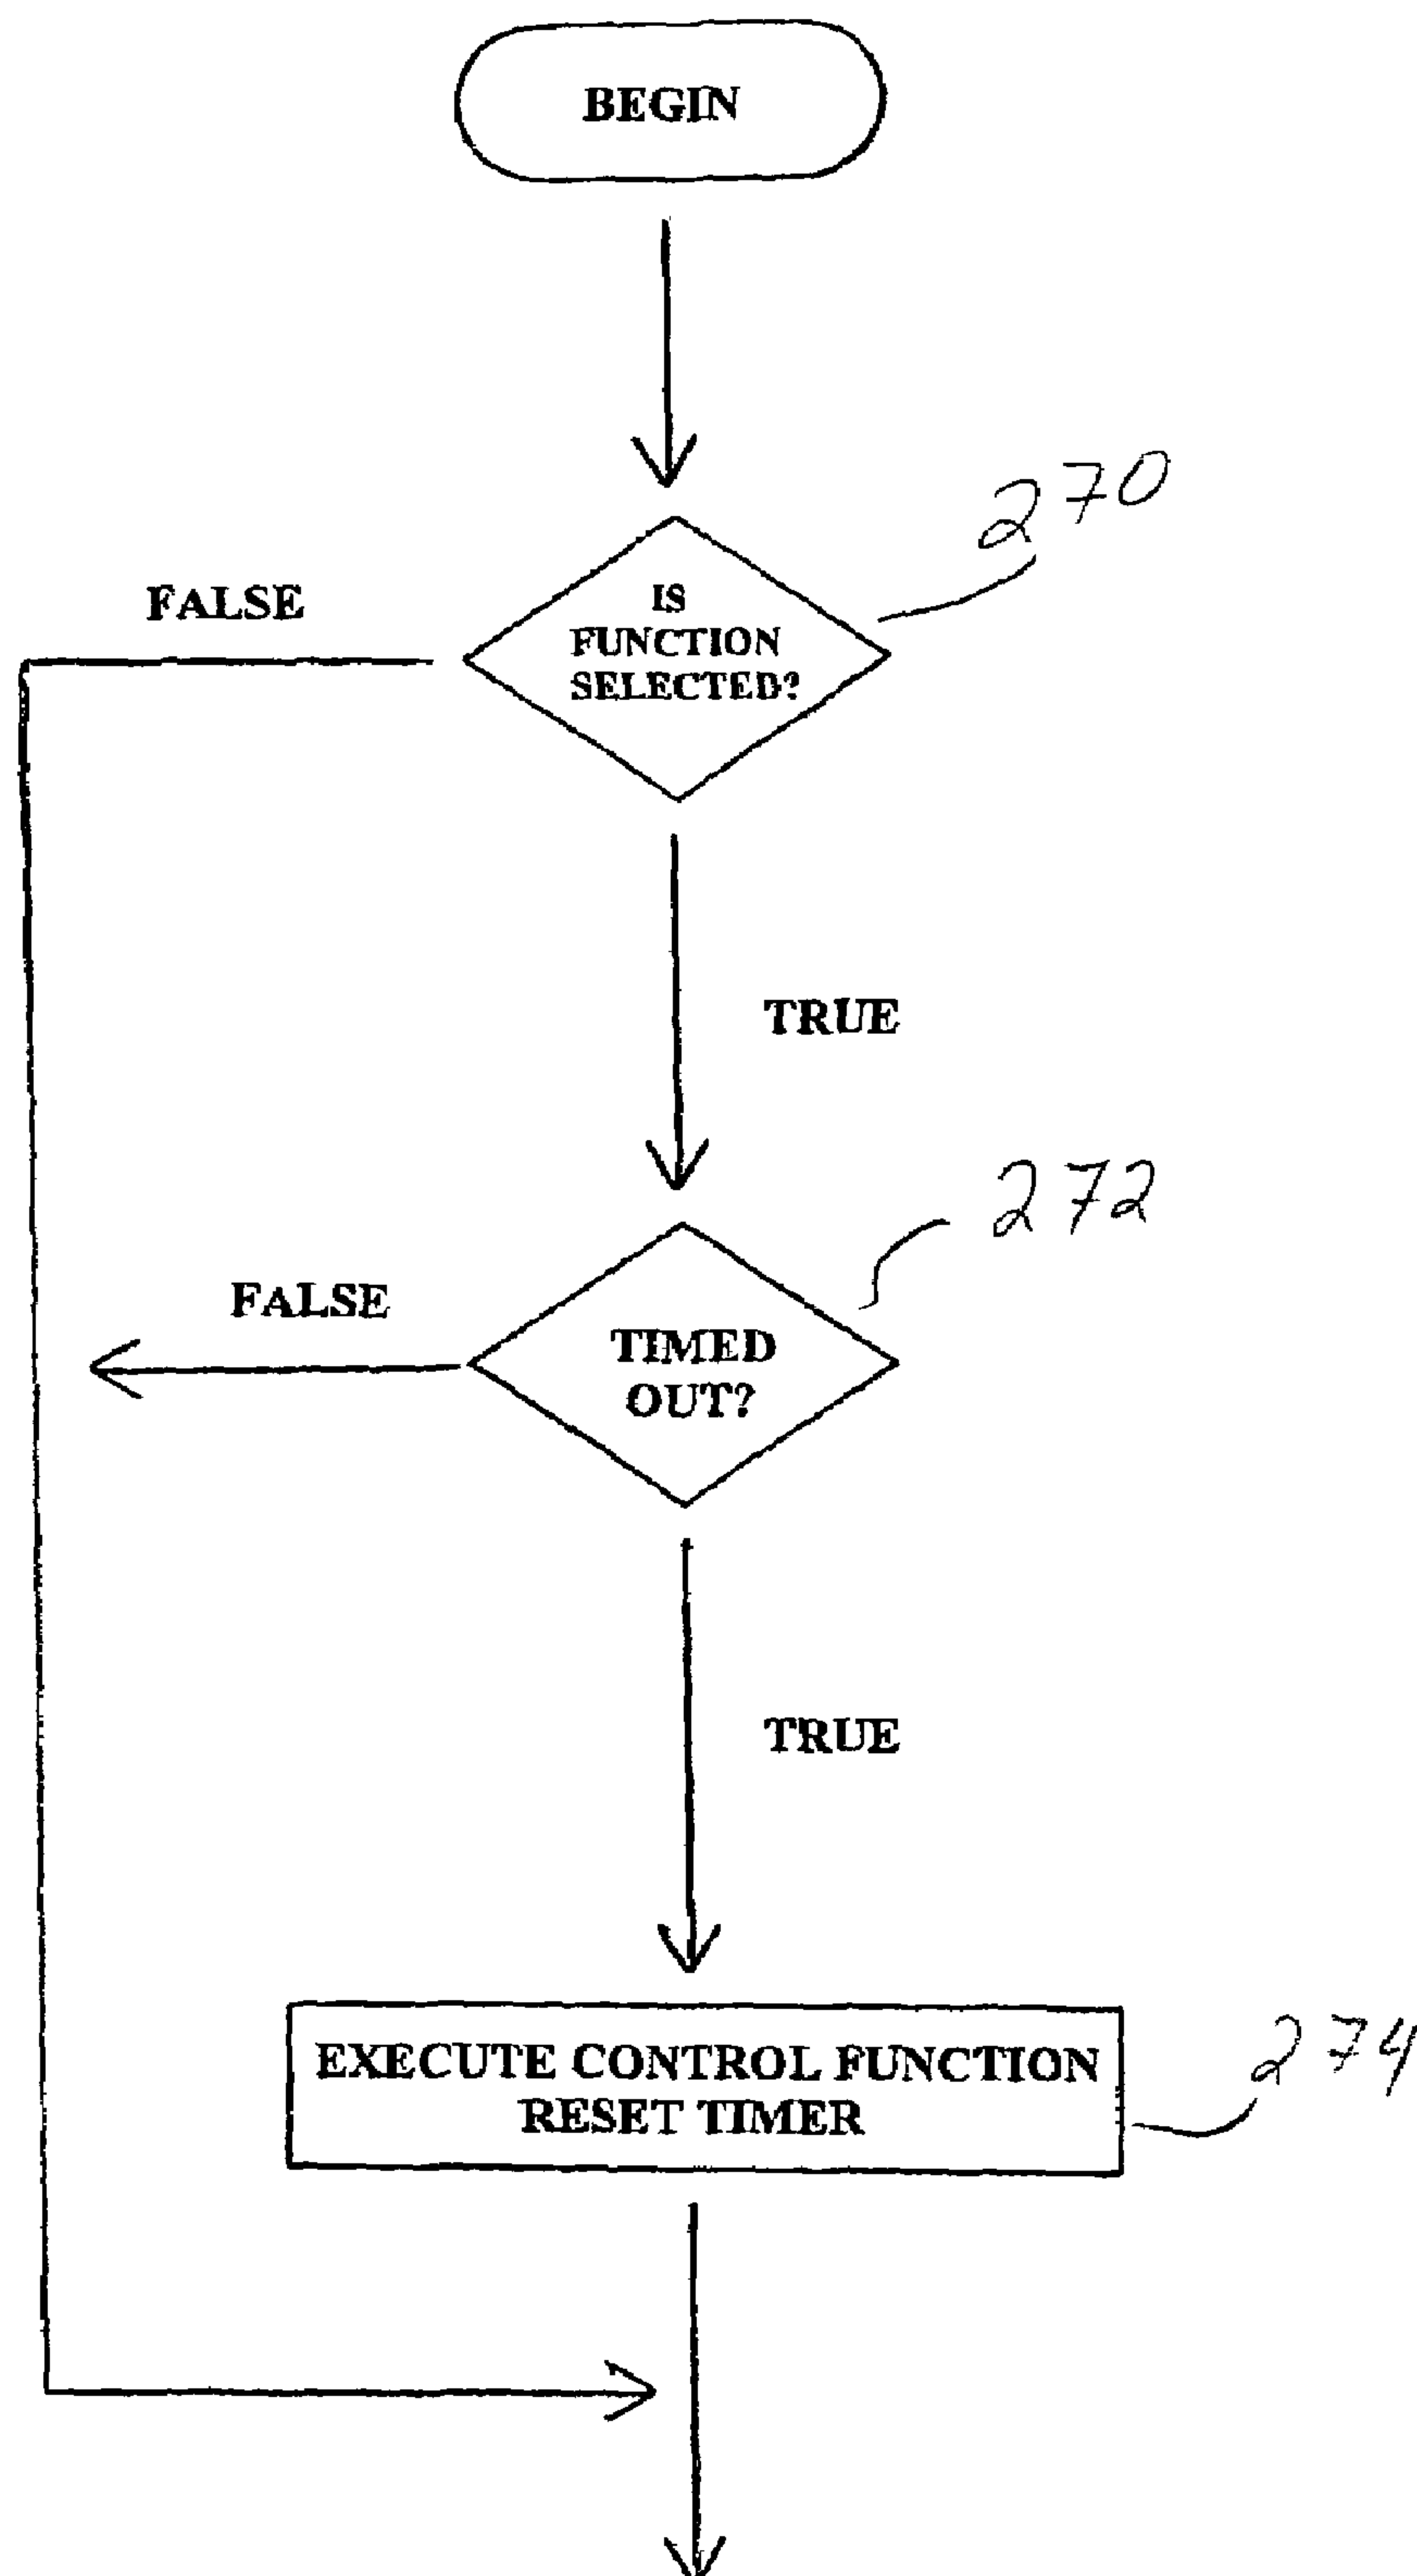 BEGIN
270
FALSE
IS
FUNCTION
SELECTED?
TRUE
272
FALSE
TIMED
OUT?
TRUE
EXECUTE CONTROL FUNCTION
RESET TIMER
274